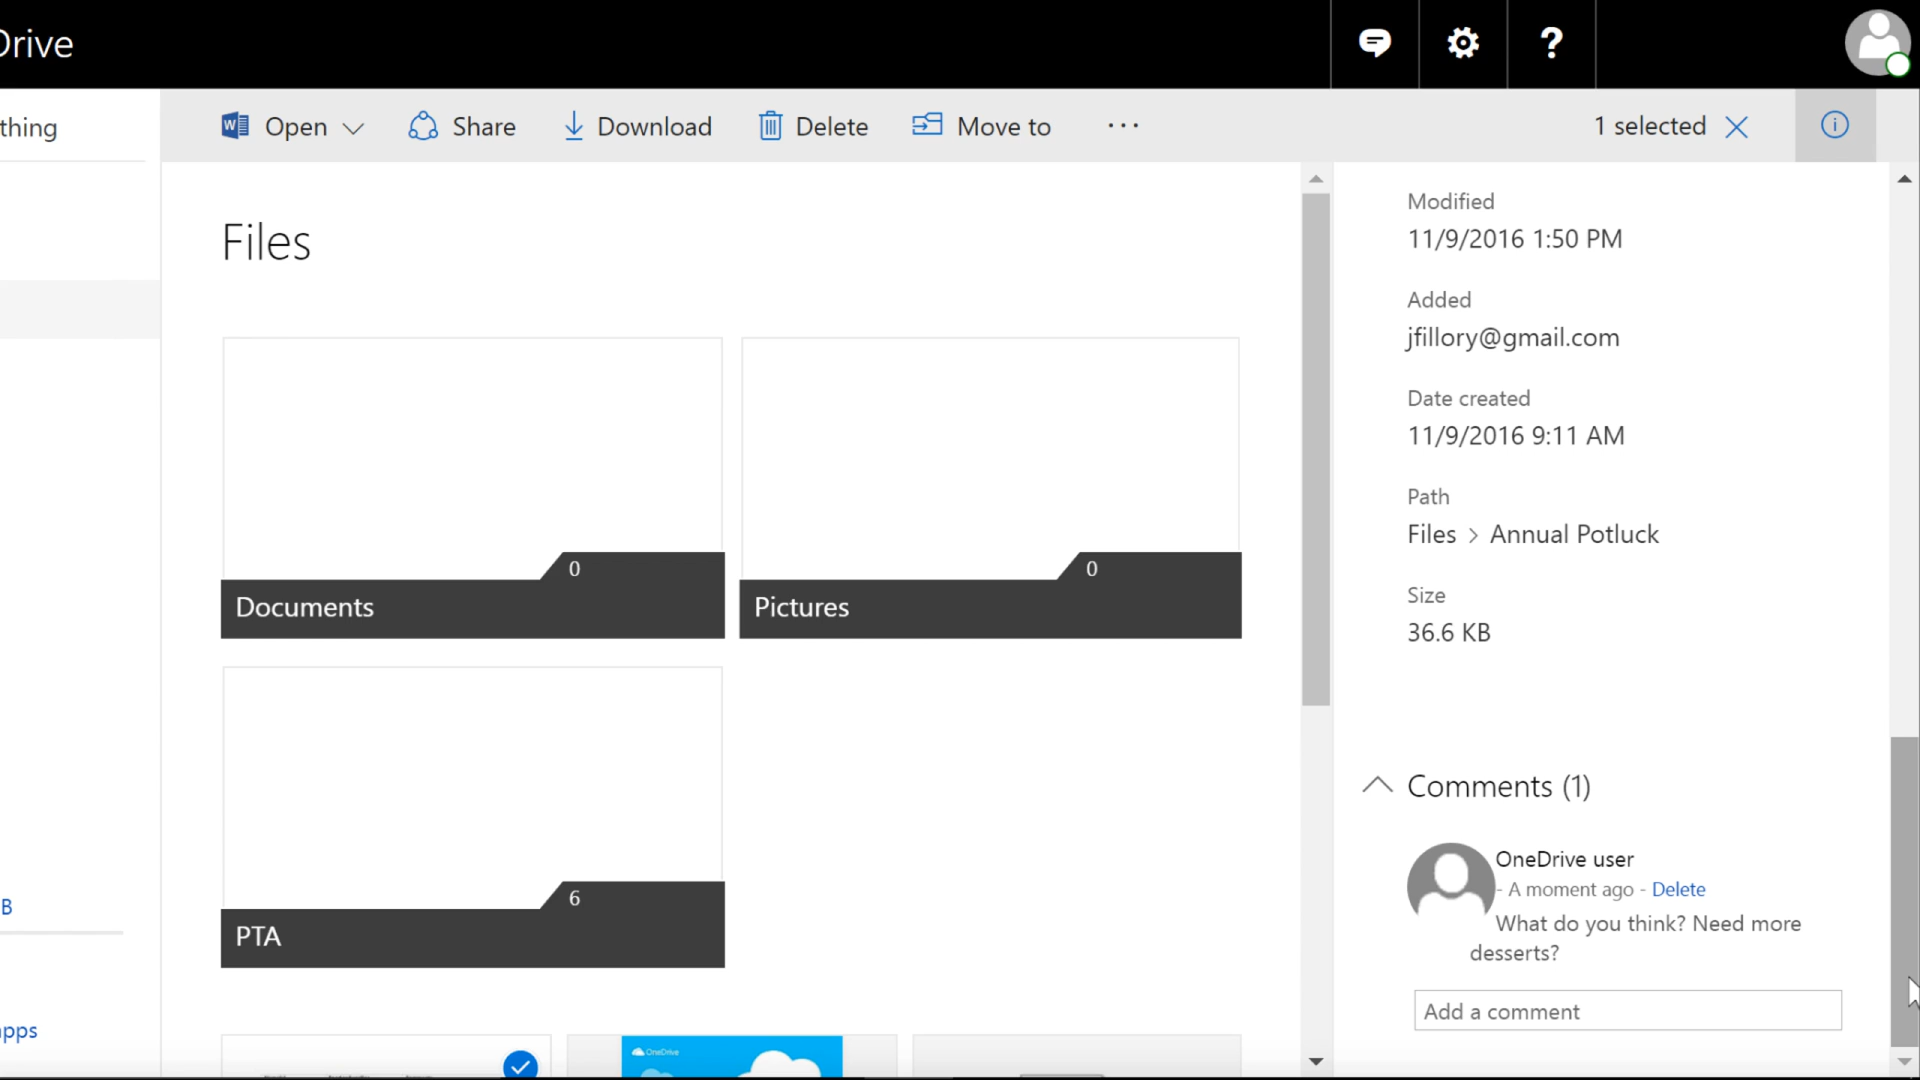 Drive
thing
Open
Share
Download
Delete
Move to
...
1 selected
Files
Documents
0
Pictures
0
PTA
6
OneDrive
B
apps
Modified
11/9/2016 1:50 PM
Added
jfillory@gmail.com
Date created
11/9/2016 9:11 AM
Path
Files > Annual Potluck
Size
36.6 KB
Comments (1)
OneDrive user
- A moment ago - Delete
What do you think? Need more
desserts?
Add a comment